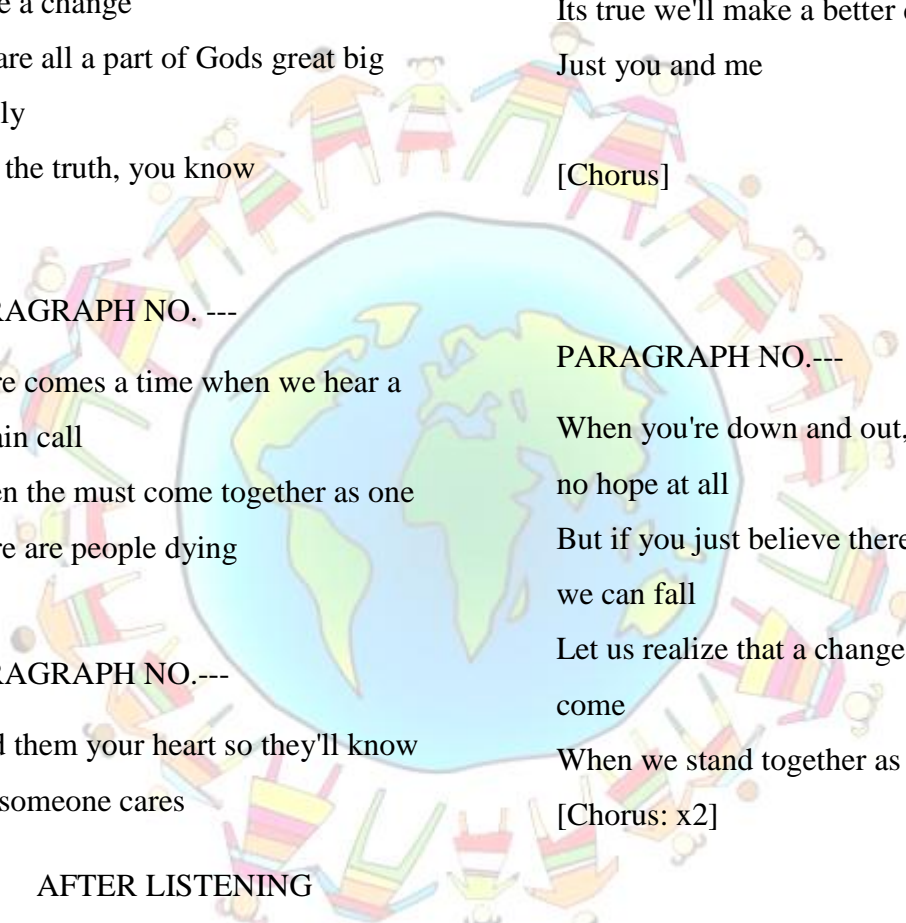 e a change
are all a part of Gods great big
ly
the truth, you know
RAGRAPH NO. ---
re comes a time when we hear a
ain call
en the must come together as one
re are people dying
RAGRAPH NO.---
d them your heart so they'll know
someone cares
AFTER LISTENING
Its true we'll make a better
Just you and me
[Chorus]
PARAGRAPH NO.---
When you're down and out,
no hope at all
But if you just believe there
we can fall
Let us realize that a change
come
When we stand together as
[Chorus: x2]